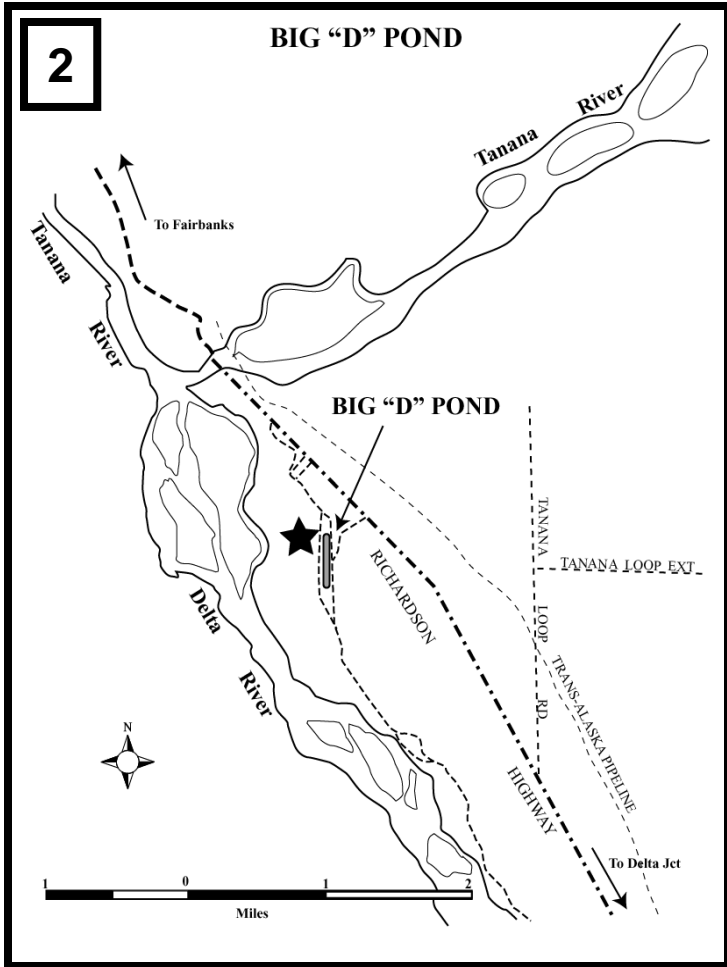 2
BIG “D” POND
Tanana River
To Fairbanks
Tanana River
BIG “D” POND
RICHARDSON HIGHWAY
TANANA LOOP RD
TANANA LOOP EXT
TRANS-ALASKA PIPELINE
Delta River
N
To Delta Jct
1 0 1 2
Miles